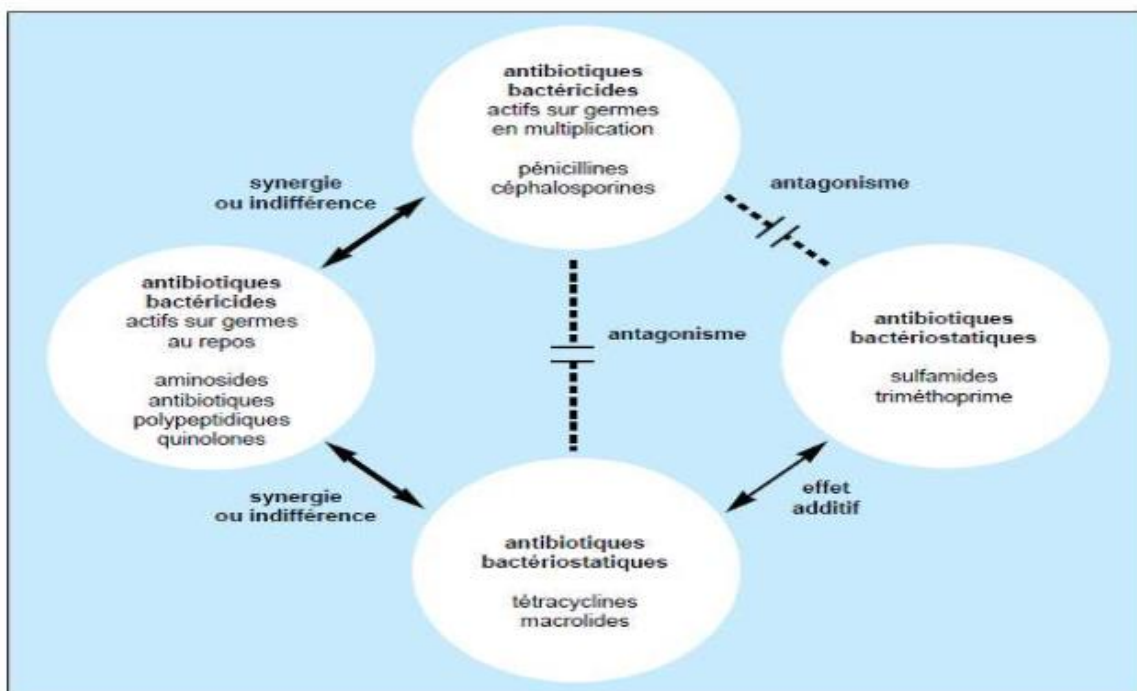 antibiotiques
bactéricides
actifs sur germes
en multiplication
pénicillines
céphalosporines
synergie
ou indifférence
antagonisme
antibiotiques
bactéricides
actifs sur germes
au repos
aminosides
antibiotiques
polypeptidiques
quinolones
antagonisme
antibiotiques
bactériostatiques
sulfamides
triméthoprime
synergie
ou indifférence
effet
additif
antibiotiques
bactériostatiques
tétracyclines
macrolides